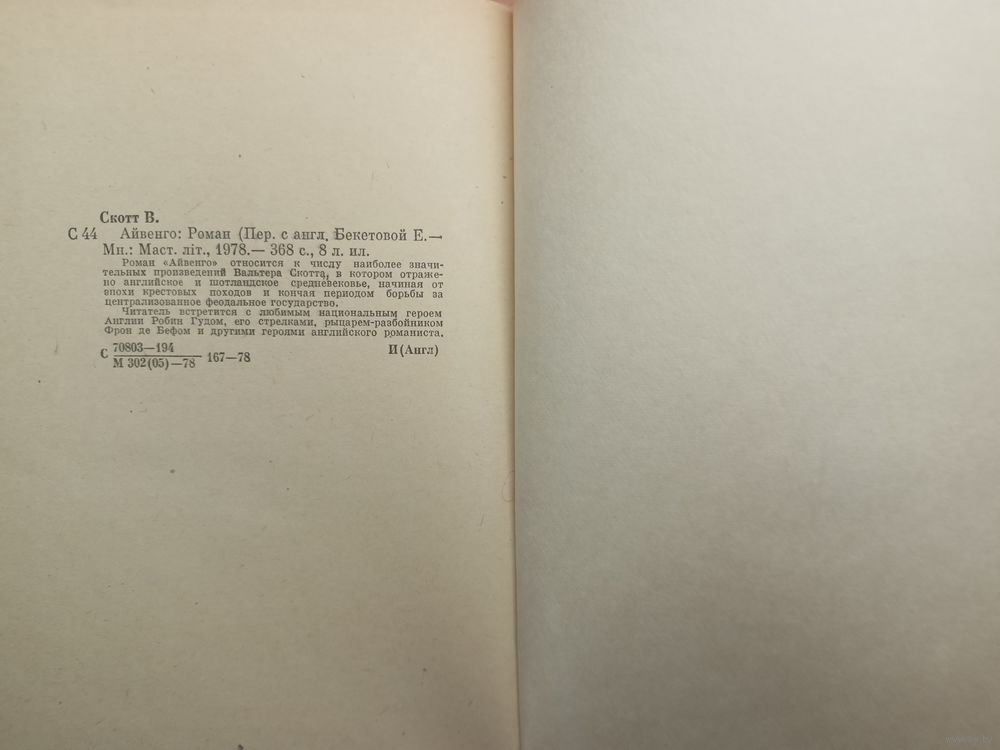 Скотт В.
С 44 Айвенго: Роман (Пер. с англ. Бекетовой Е.—
Мн.: Маст. літ., 1978.— 368 с., 8 л. ил.
Роман «Айвенго» относится к числу наиболее значи-
тельных произведений Вальтера Скотта, в котором отраже-
но английское и шотландское средневековье, начиная от
эпохи крестовых походов и кончая периодом борьбы за
централизованное феодальное государство.
Читатель встретится с любимым национальным героем
Англии Робин Гудом, его стрелками, рыцарем-разбойником
Фрон де Бефом и другими героями английского романиста.
С 70803—194
М 302(05)—78 167—78 И(Англ)